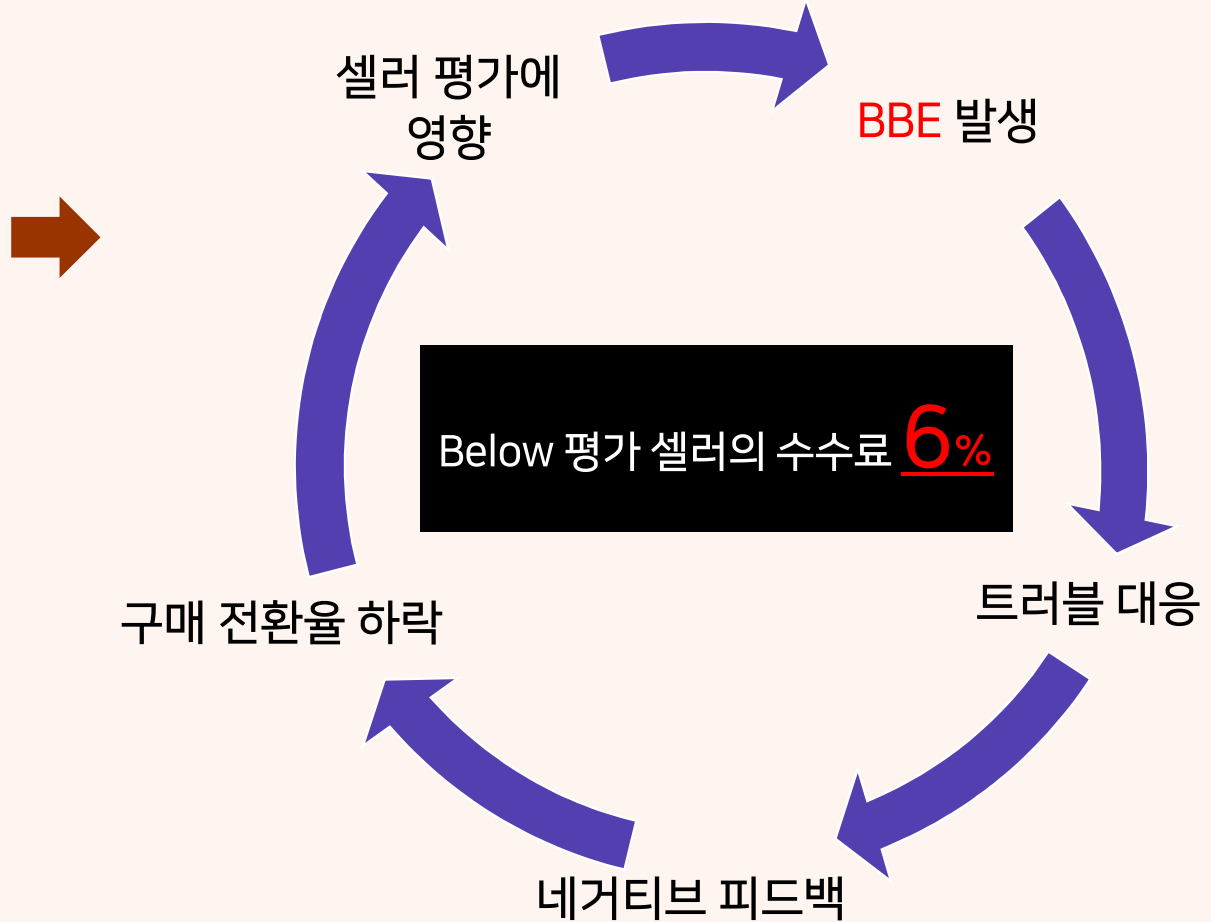 셀러 평가에
영향
BBE 발생
Below 평가 셀러의 수수료 6%
트러블 대응
구매 전환율 하락
네거티브 피드백